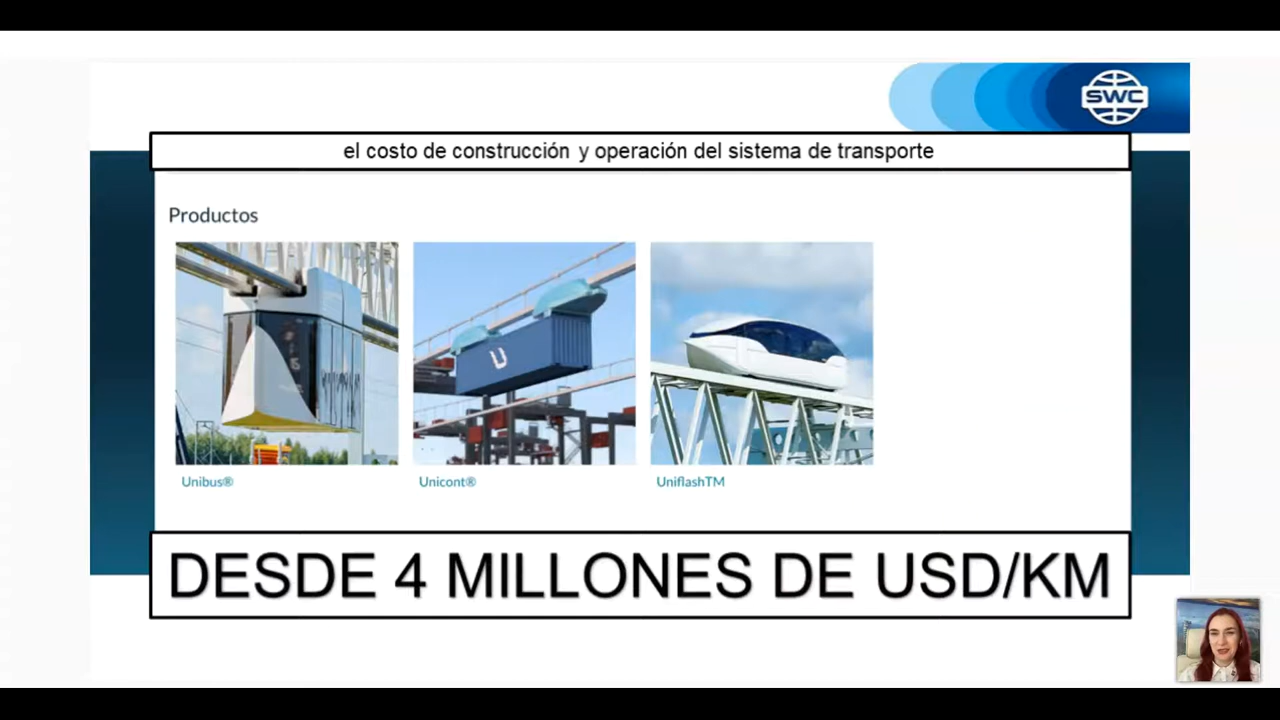 SWC
el costo de construcción y operación del sistema de transporte
Productos
U
Unibus®
Unicont®
UniflashTM
DESDE 4 MILLONES DE USD/KM